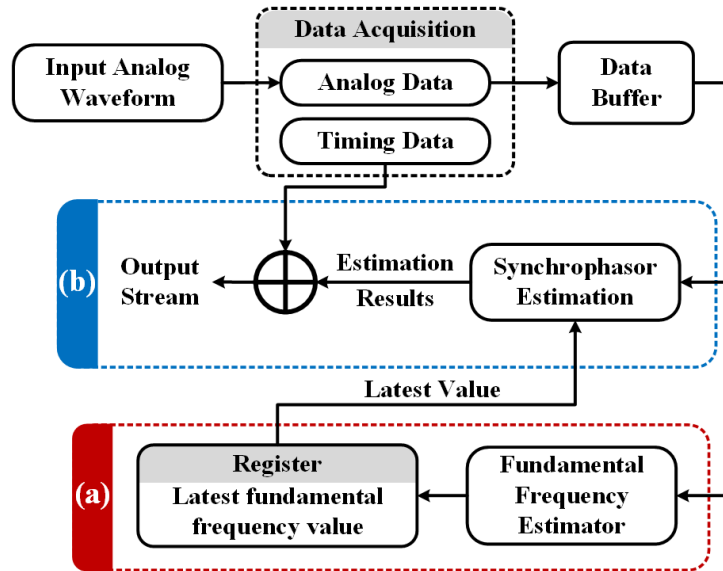 Data Acquisition
Input Analog
Waveform
Analog Data
Data
Buffer
Timing Data
(b)
Output
Stream
Estimation
Results
Synchrophasor
Estimation
Latest Value
(a)
Register
Latest fundamental
frequency value
Fundamental
Frequency
Estimator